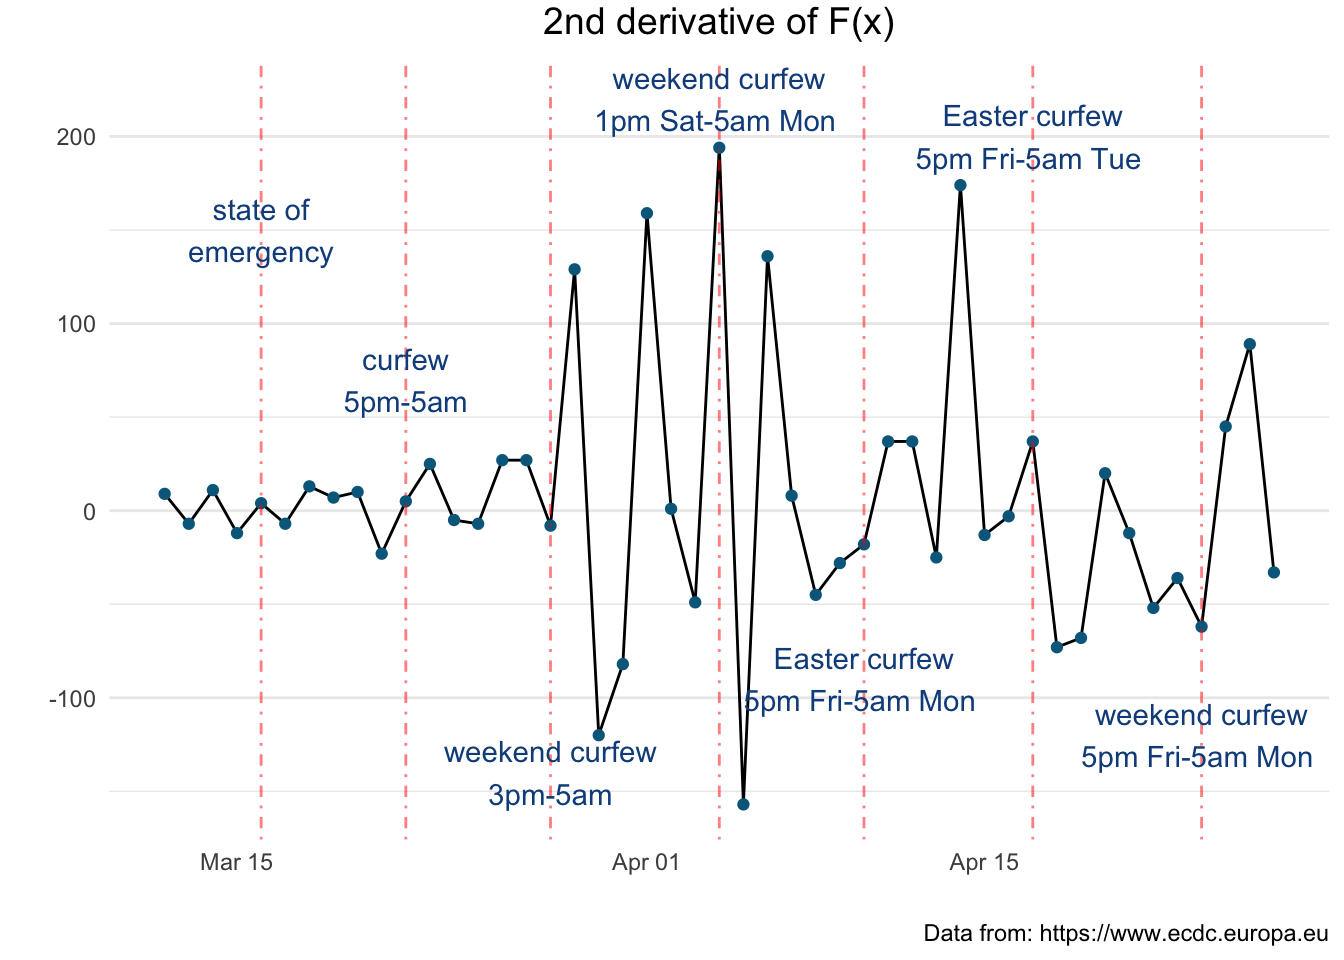 2nd derivative of F(x)
weekend curfew
1pm Sat-5am Mon
Easter curfew
5pm Fri-5am Tue
200
state of
emergency
100
curfew
5pm-5am
0
Easter curfew
5pm Fri-5am Mon
-100
weekend curfew
5pm Fri-5am Mon
weekend curfew
3pm-5am
Mar 15
Apr 01
Apr 15
Data from: https://www.ecdc.europa.eu